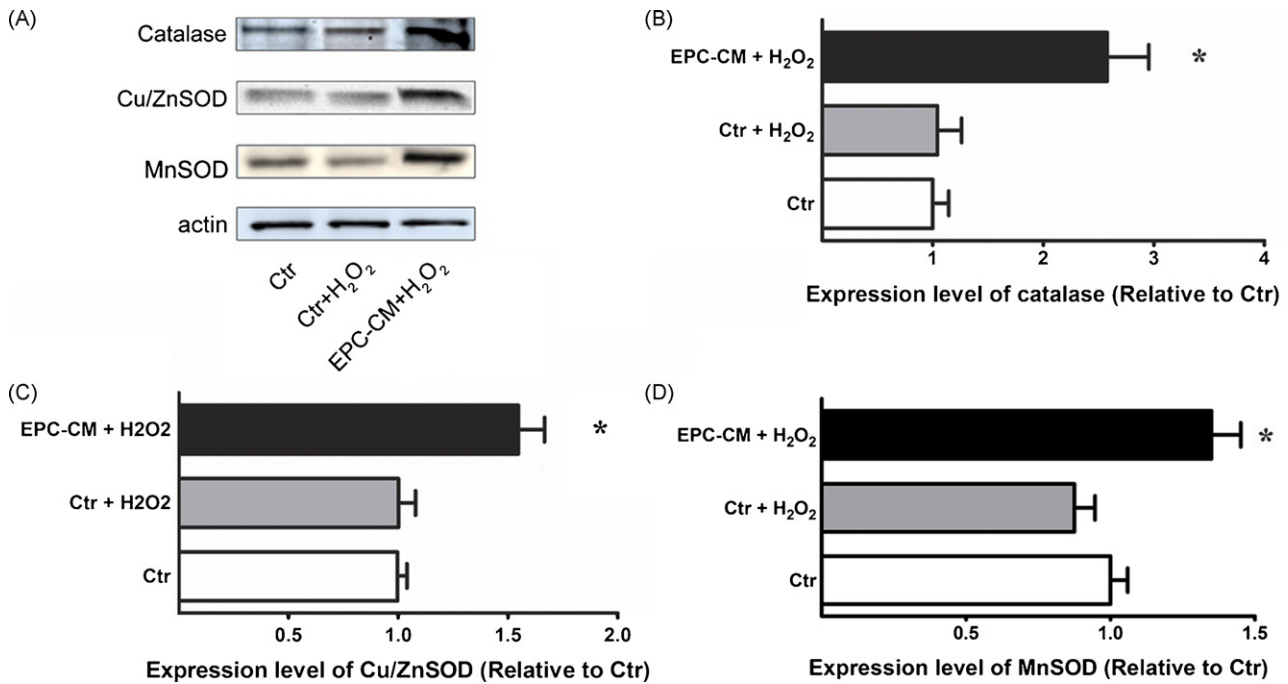 (A)
Catalase
Cu/ZnSOD
MnSOD
actin
Ctr
Ctr+H₂O₂
EPC-CM+H₂O₂
(B)
EPC-CM + H₂O₂
*
Ctr + H₂O₂
Ctr
1 2 3 4
Expression level of catalase (Relative to Ctr)
(C)
EPC-CM + H2O2
*
Ctr + H2O2
Ctr
0.5 1.0 1.5 2.0
Expression level of Cu/ZnSOD (Relative to Ctr)
(D)
EPC-CM + H₂O₂
*
Ctr + H₂O₂
Ctr
0.5 1.0 1.5
Expression level of MnSOD (Relative to Ctr)